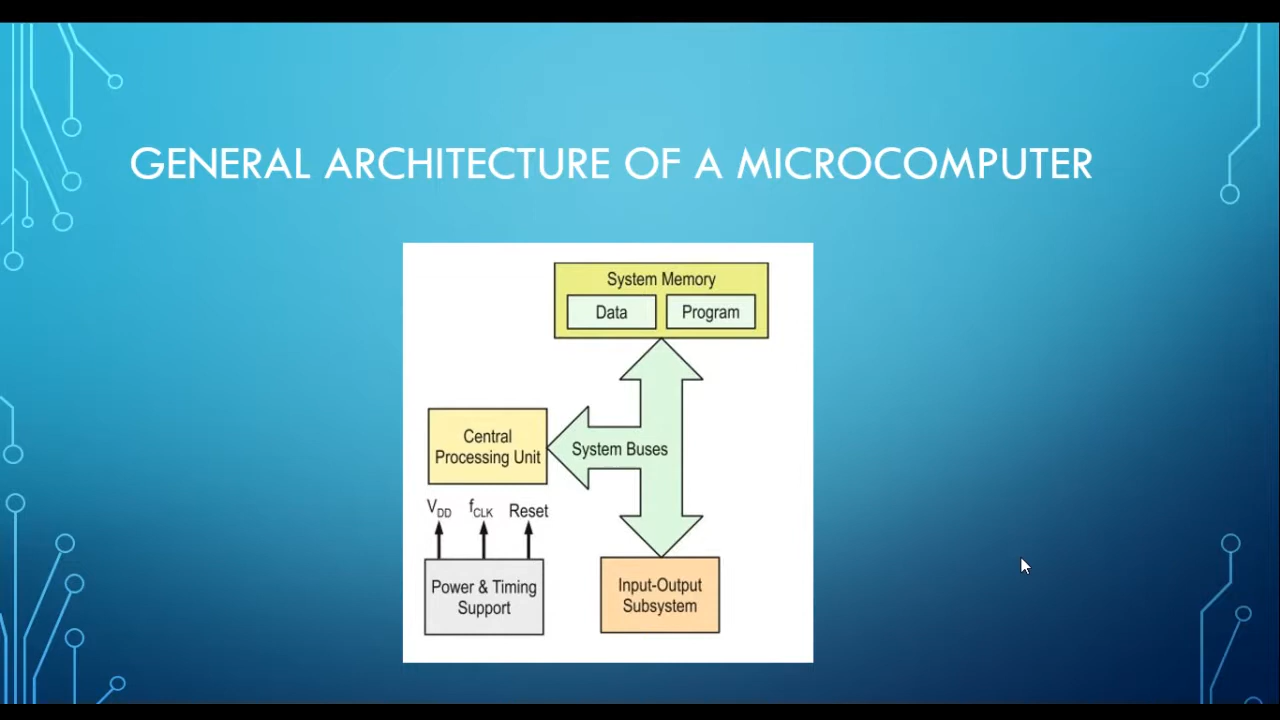 GENERAL ARCHITECTURE OF A MICROCOMPUTER
System Memory
Data
Program
Central
Processing Unit
System Buses
VDD
fCLK
Reset
Power & Timing
Support
Input-Output
Subsystem